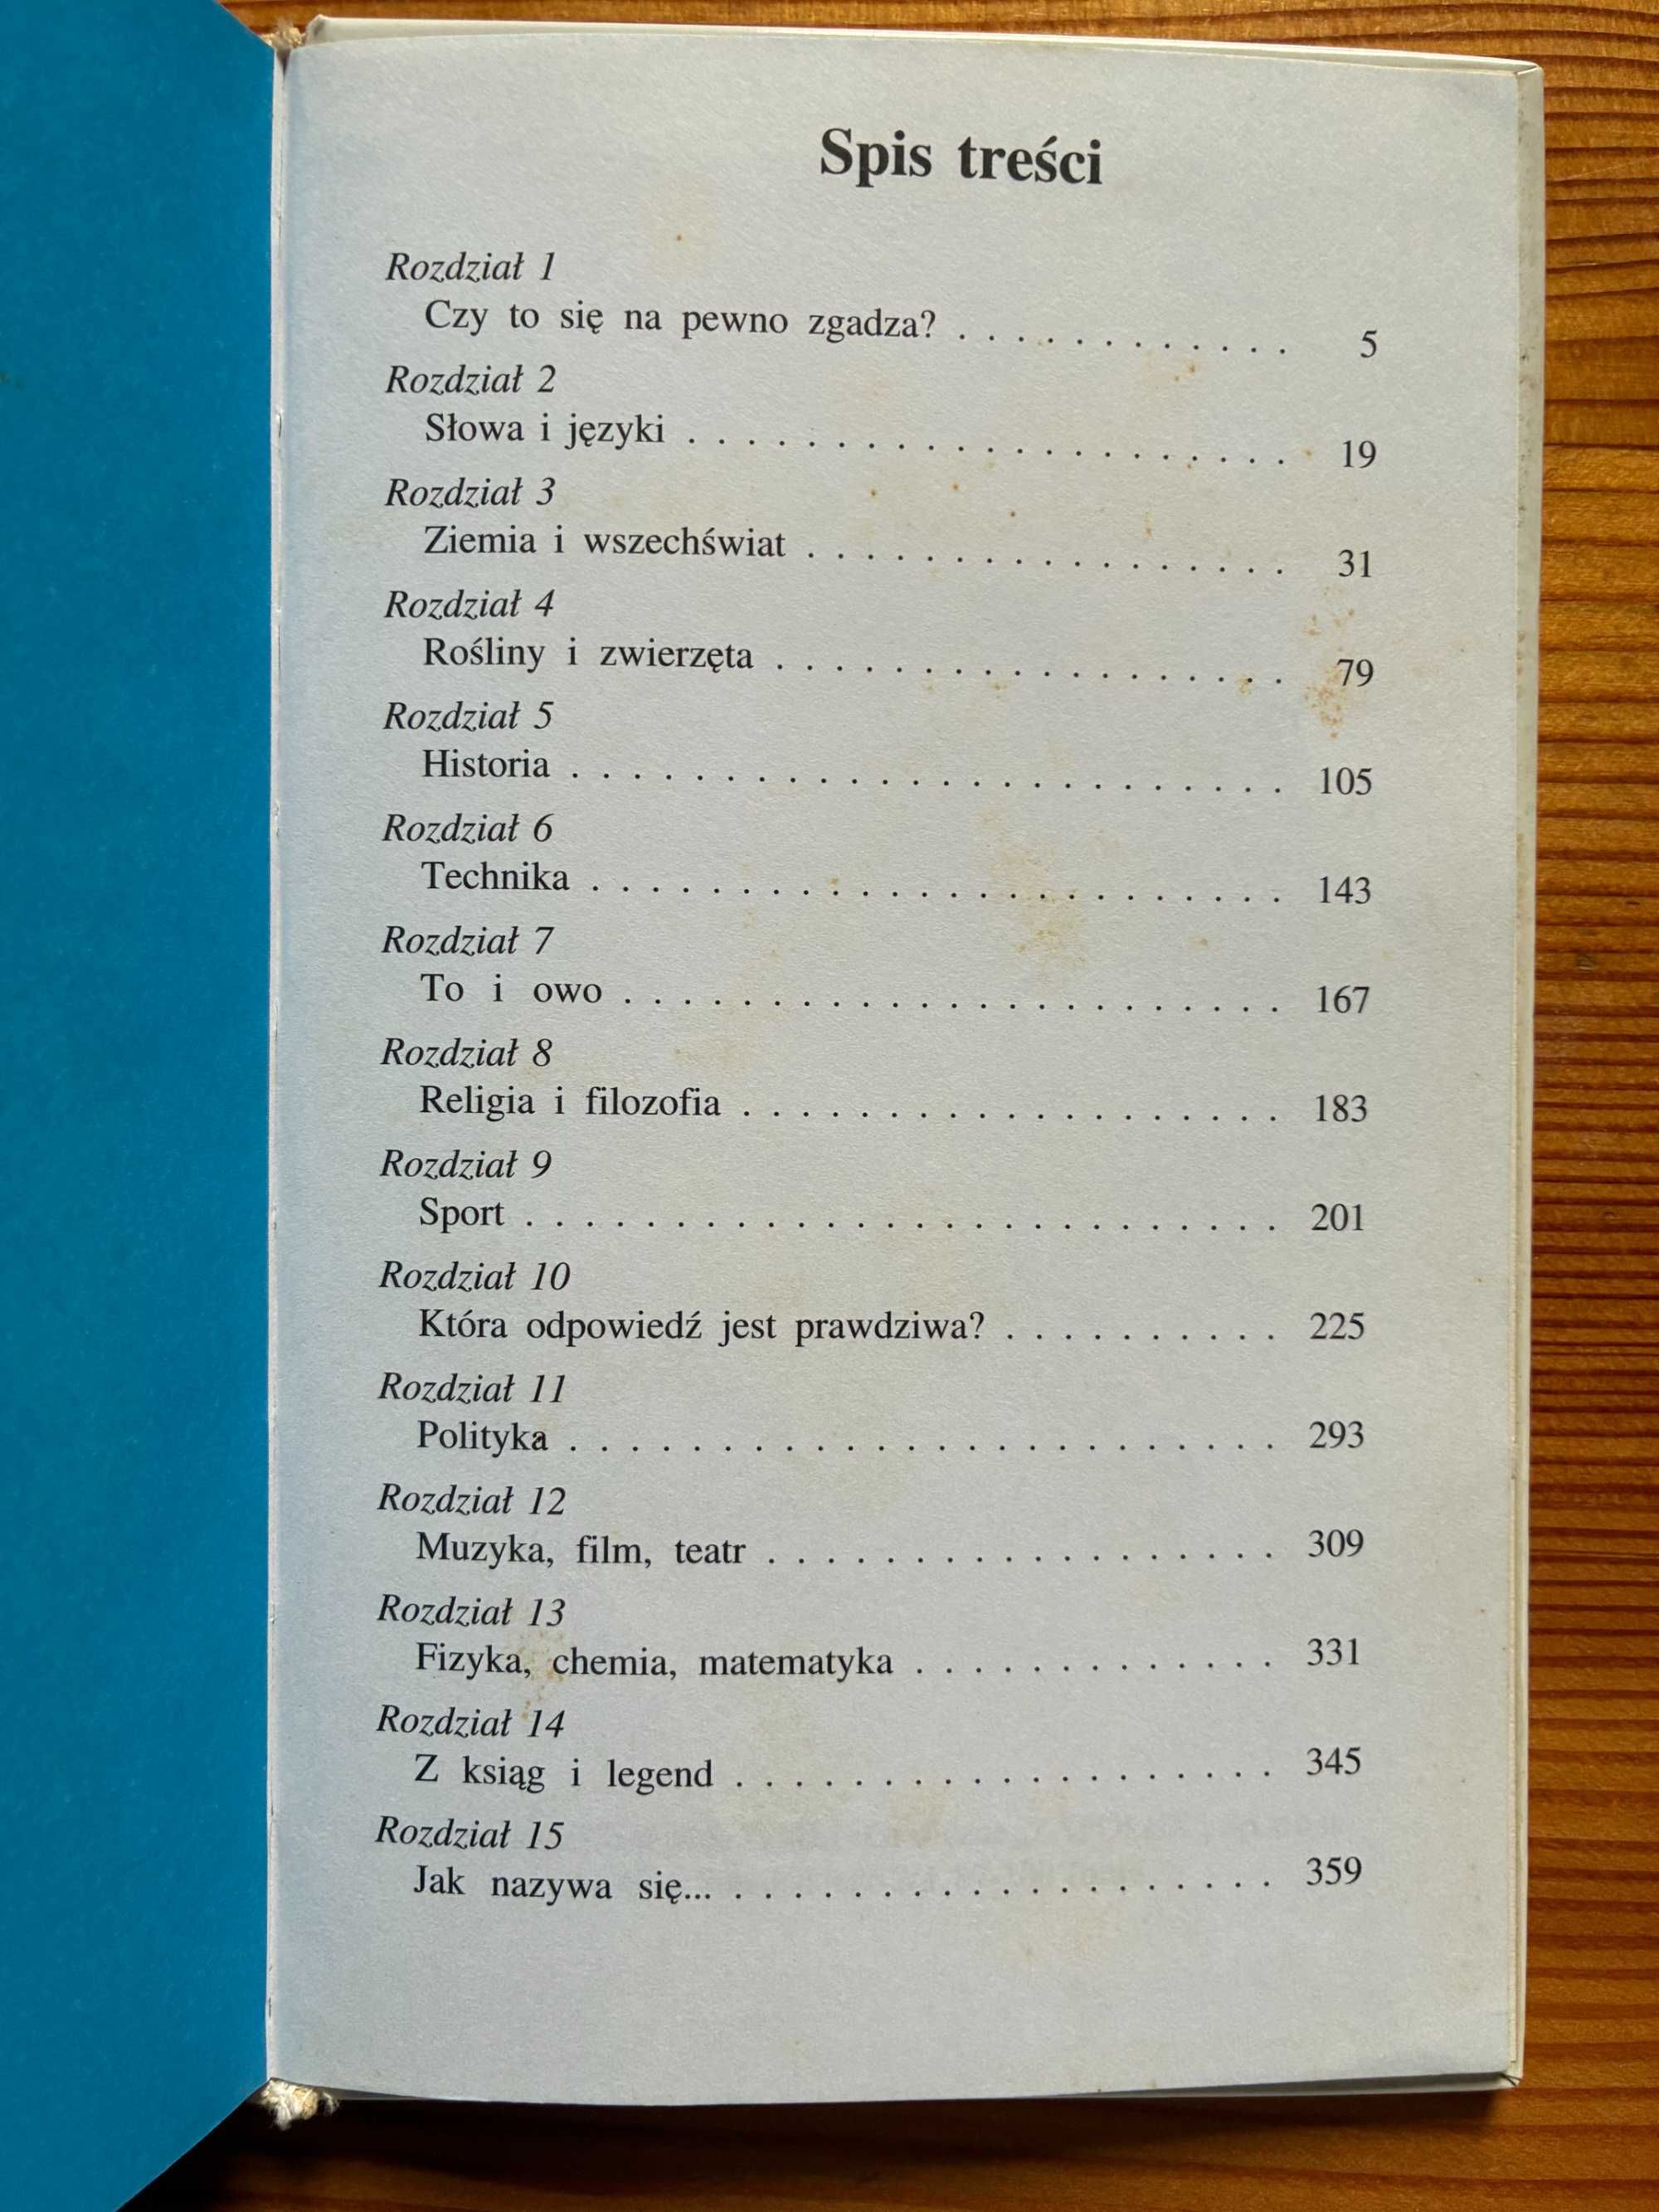 Spis treści
Rozdział 1
Czy to się na pewno zgadza? . . . . . . . . . . . . 5
Rozdział 2
Słowa i języki . . . . . . . . . . . . . . . . . . . . 19
Rozdział 3
Ziemia i wszechświat . . . . . . . . . . . . . . . . 31
Rozdział 4
Rośliny i zwierzęta . . . . . . . . . . . . . . . . . 79
Rozdział 5
Historia . . . . . . . . . . . . . . . . . . . . . . . . 105
Rozdział 6
Technika . . . . . . . . . . . . . . . . . . . . . . . 143
Rozdział 7
To i owo . . . . . . . . . . . . . . . . . . . . . . 167
Rozdział 8
Religia i filozofia . . . . . . . . . . . . . . . . . . 183
Rozdział 9
Sport . . . . . . . . . . . . . . . . . . . . . . . . . 201
Rozdział 10
Która odpowiedź jest prawdziwa? . . . . . . . . . . 225
Rozdział 11
Polityka . . . . . . . . . . . . . . . . . . . . . . . . 293
Rozdział 12
Muzyka, film, teatr . . . . . . . . . . . . . . . . . 309
Rozdział 13
Fizyka, chemia, matematyka . . . . . . . . . . . . . 331
Rozdział 14
Z ksiąg i legend . . . . . . . . . . . . . . . . . . . 345
Rozdział 15
Jak nazywa się... . . . . . . . . . . . . . . . . . . . 359